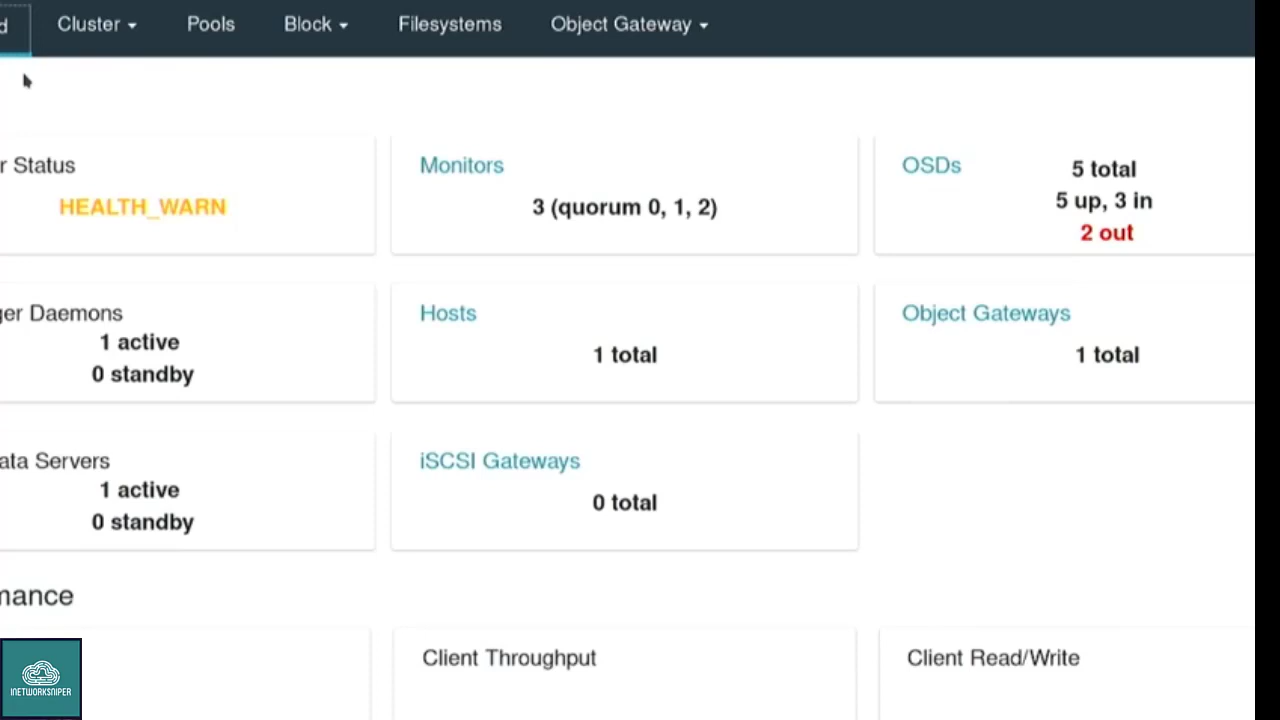 d Cluster Pools Block Filesystems Object Gateway
r Status
HEALTH_WARN
Monitors
3 (quorum 0, 1, 2)
OSDs
5 total
5 up, 3 in
2 out
ger Daemons
1 active
0 standby
Hosts
1 total
Object Gateways
1 total
ata Servers
1 active
0 standby
iSCSI Gateways
0 total
mance
Client Throughput
Client Read/Write
INETWORKSNIPER